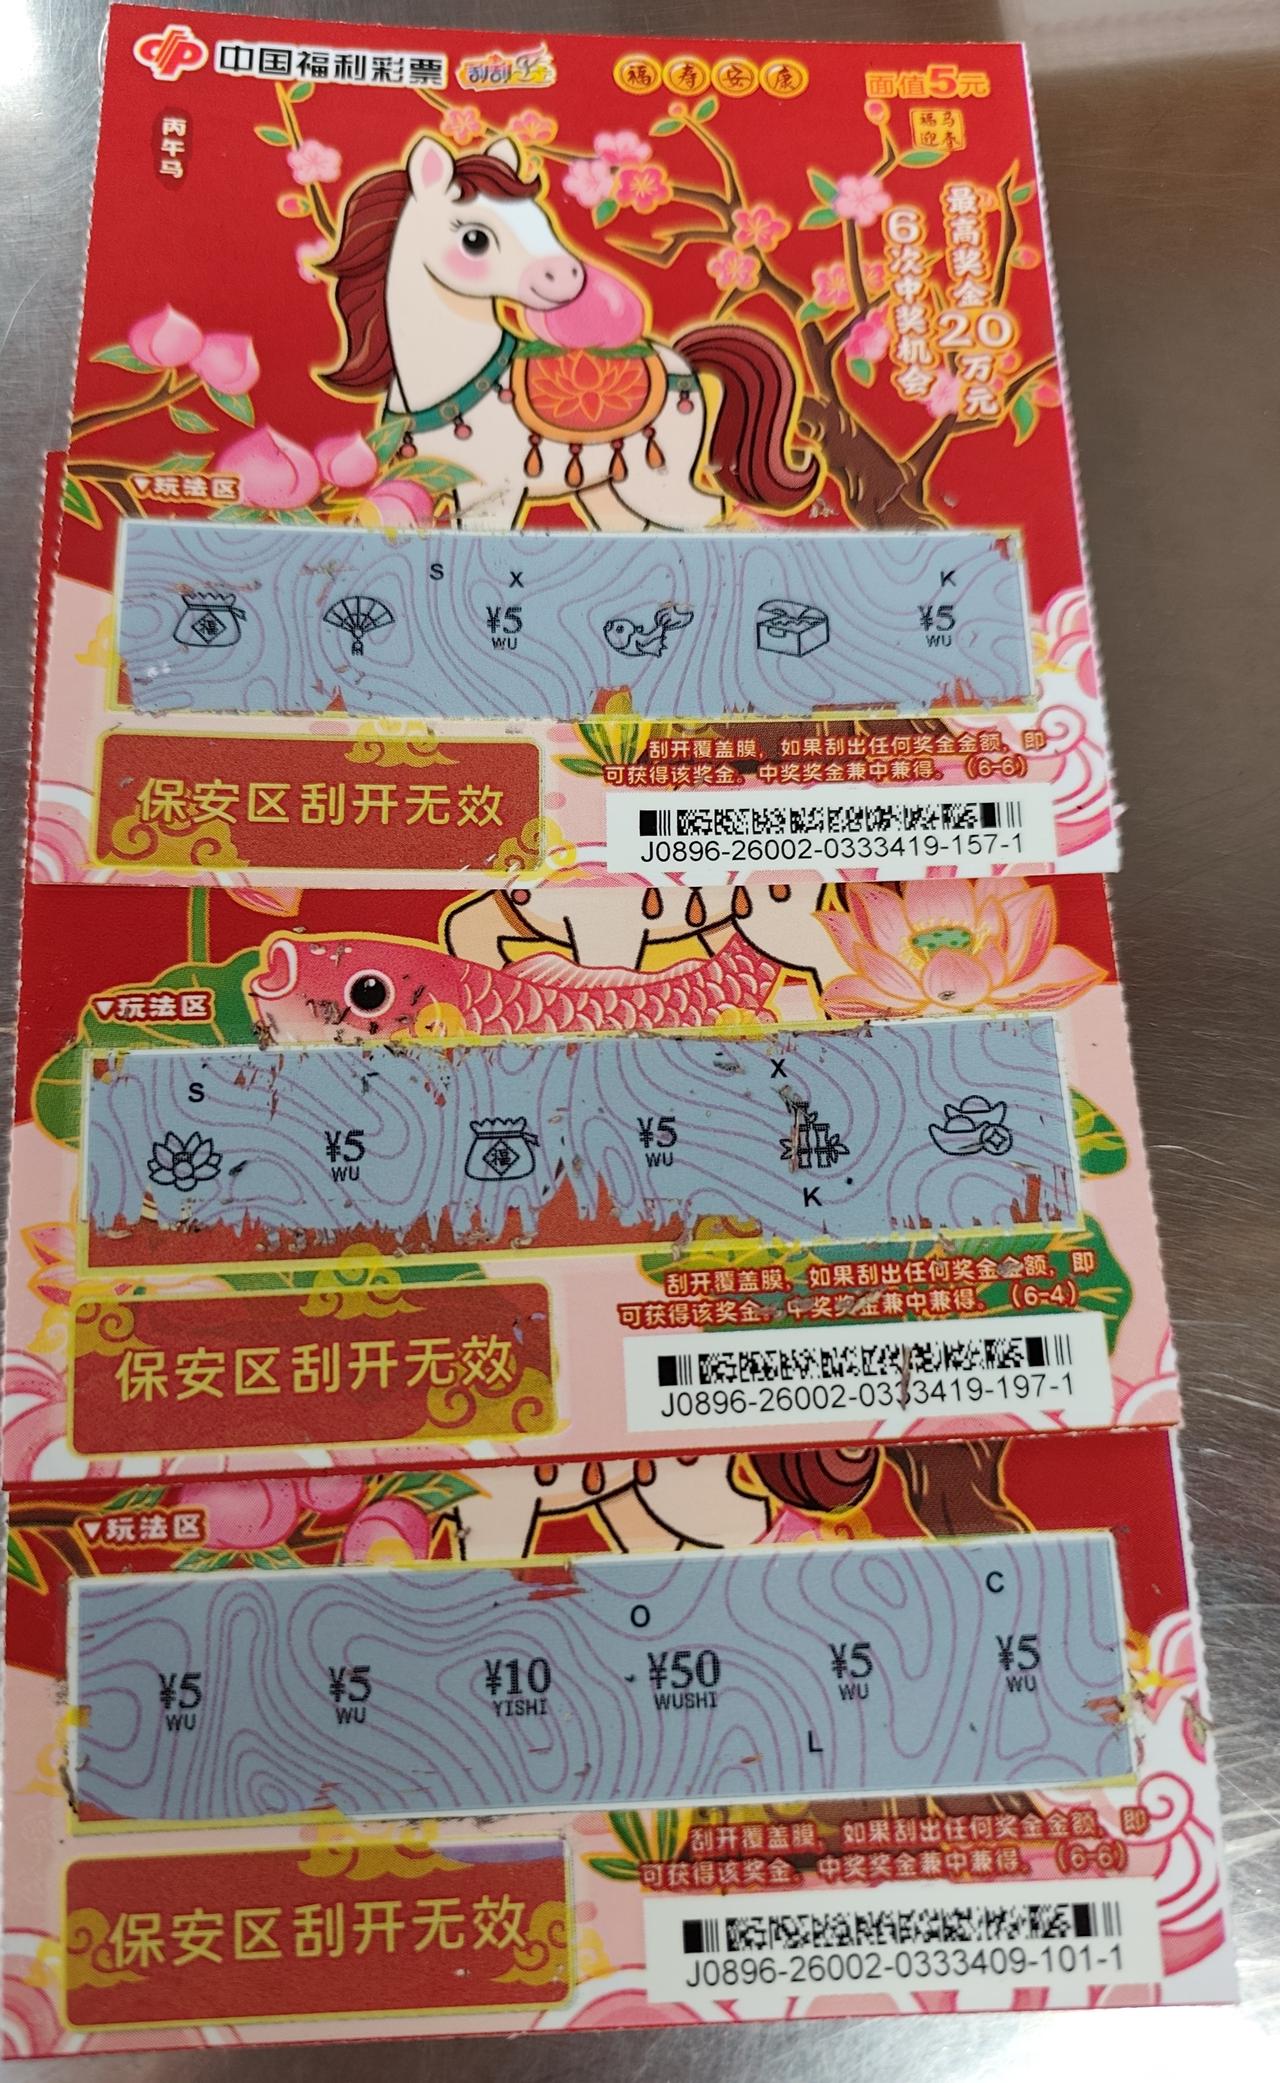 中国福利彩票 刮刮乐 福寿安康 面值5元
丙午马
福马迎春
最高奖金20万元
6次中奖机会
▼玩法区
S X K
福 ¥5 ¥5
WU WU
保安区刮开无效
刮开覆盖膜，如果刮出任何奖金金额，即
可获得该奖金。中奖奖金兼中兼得。（6-6）
J0896-26002-0333419-157-1
▼玩法区
S X
¥5 福 ¥5
WU WU
K
保安区刮开无效
刮开覆盖膜，如果刮出任何奖金金额，即
可获得该奖金。中奖奖金兼中兼得。（6-4）
J0896-26002-0333419-197-1
▼玩法区
O C
¥5 ¥5 ¥10 ¥50 ¥5 ¥5
WU WU YISHI WUSHI WU WU
L
保安区刮开无效
刮开覆盖膜，如果刮出任何奖金金额，即
可获得该奖金。中奖奖金兼中兼得。（6-6）
J0896-26002-0333409-101-1